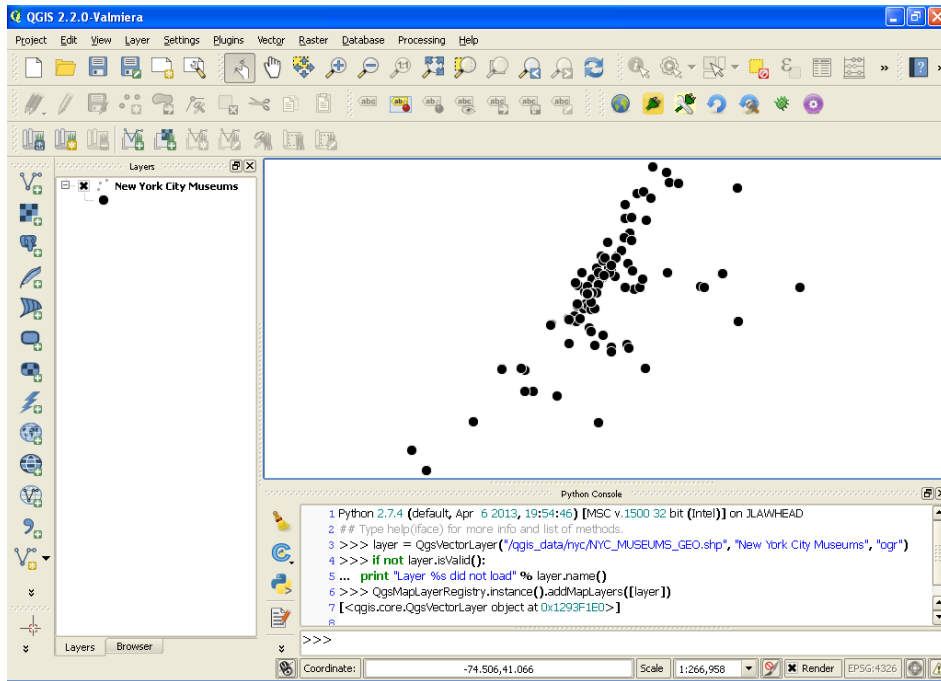 QGIS 2.2.0-Valmiera
Project Edit View Layer Settings Plugins Vector Raster Database Processing Help
Layers
New York City Museums
Python Console
1 Python 2.7.4 (default, Apr 6 2013, 19:54:46) [MSC v.1500 32 bit (Intel)] on JLAWHEAD
2 ## Type help(iface) for more info and list of methods.
3 >>> layer = QgsVectorLayer("/qgis_data/nyc/NYC_MUSEUMS_GEO.shp", "New York City Museums", "ogr")
4 >>> if not layer.isValid():
5 ... print "Layer %s did not load" % layer.name()
6 >>> QgsMapLayerRegistry.instance().addMapLayers([layer])
7 [<qgis.core.QgsVectorLayer object at 0x1293F1E0>]
8
>>>
Layers Browser
Coordinate: -74.506,41.066 Scale 1:266,958 Render EPSG:4326